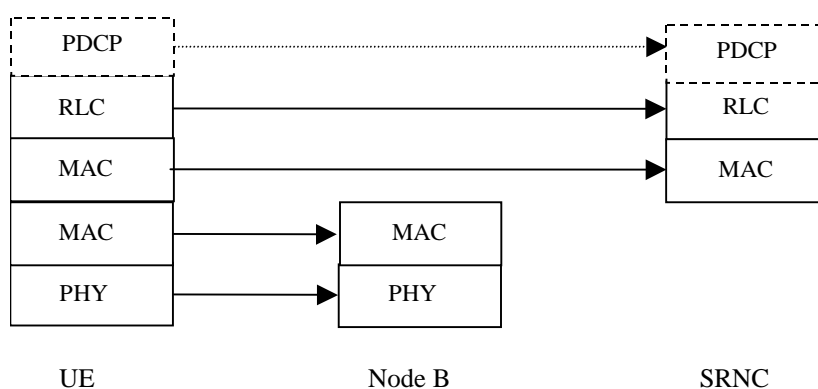 PDCP
PDCP
RLC
RLC
MAC
MAC
MAC
MAC
PHY
PHY
UE
Node B
SRNC